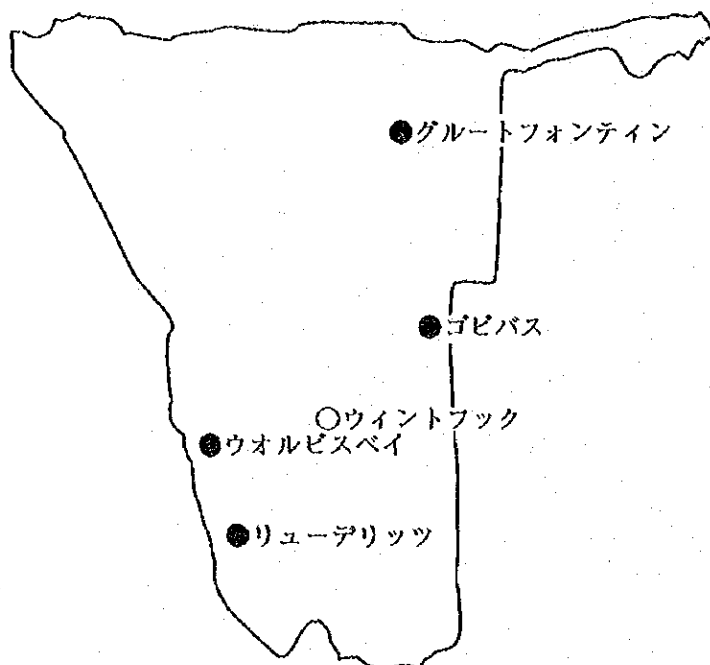 グルートフォンティン
ゴビバス
ウィントフック
ウオルビスベイ
リューデリッツ